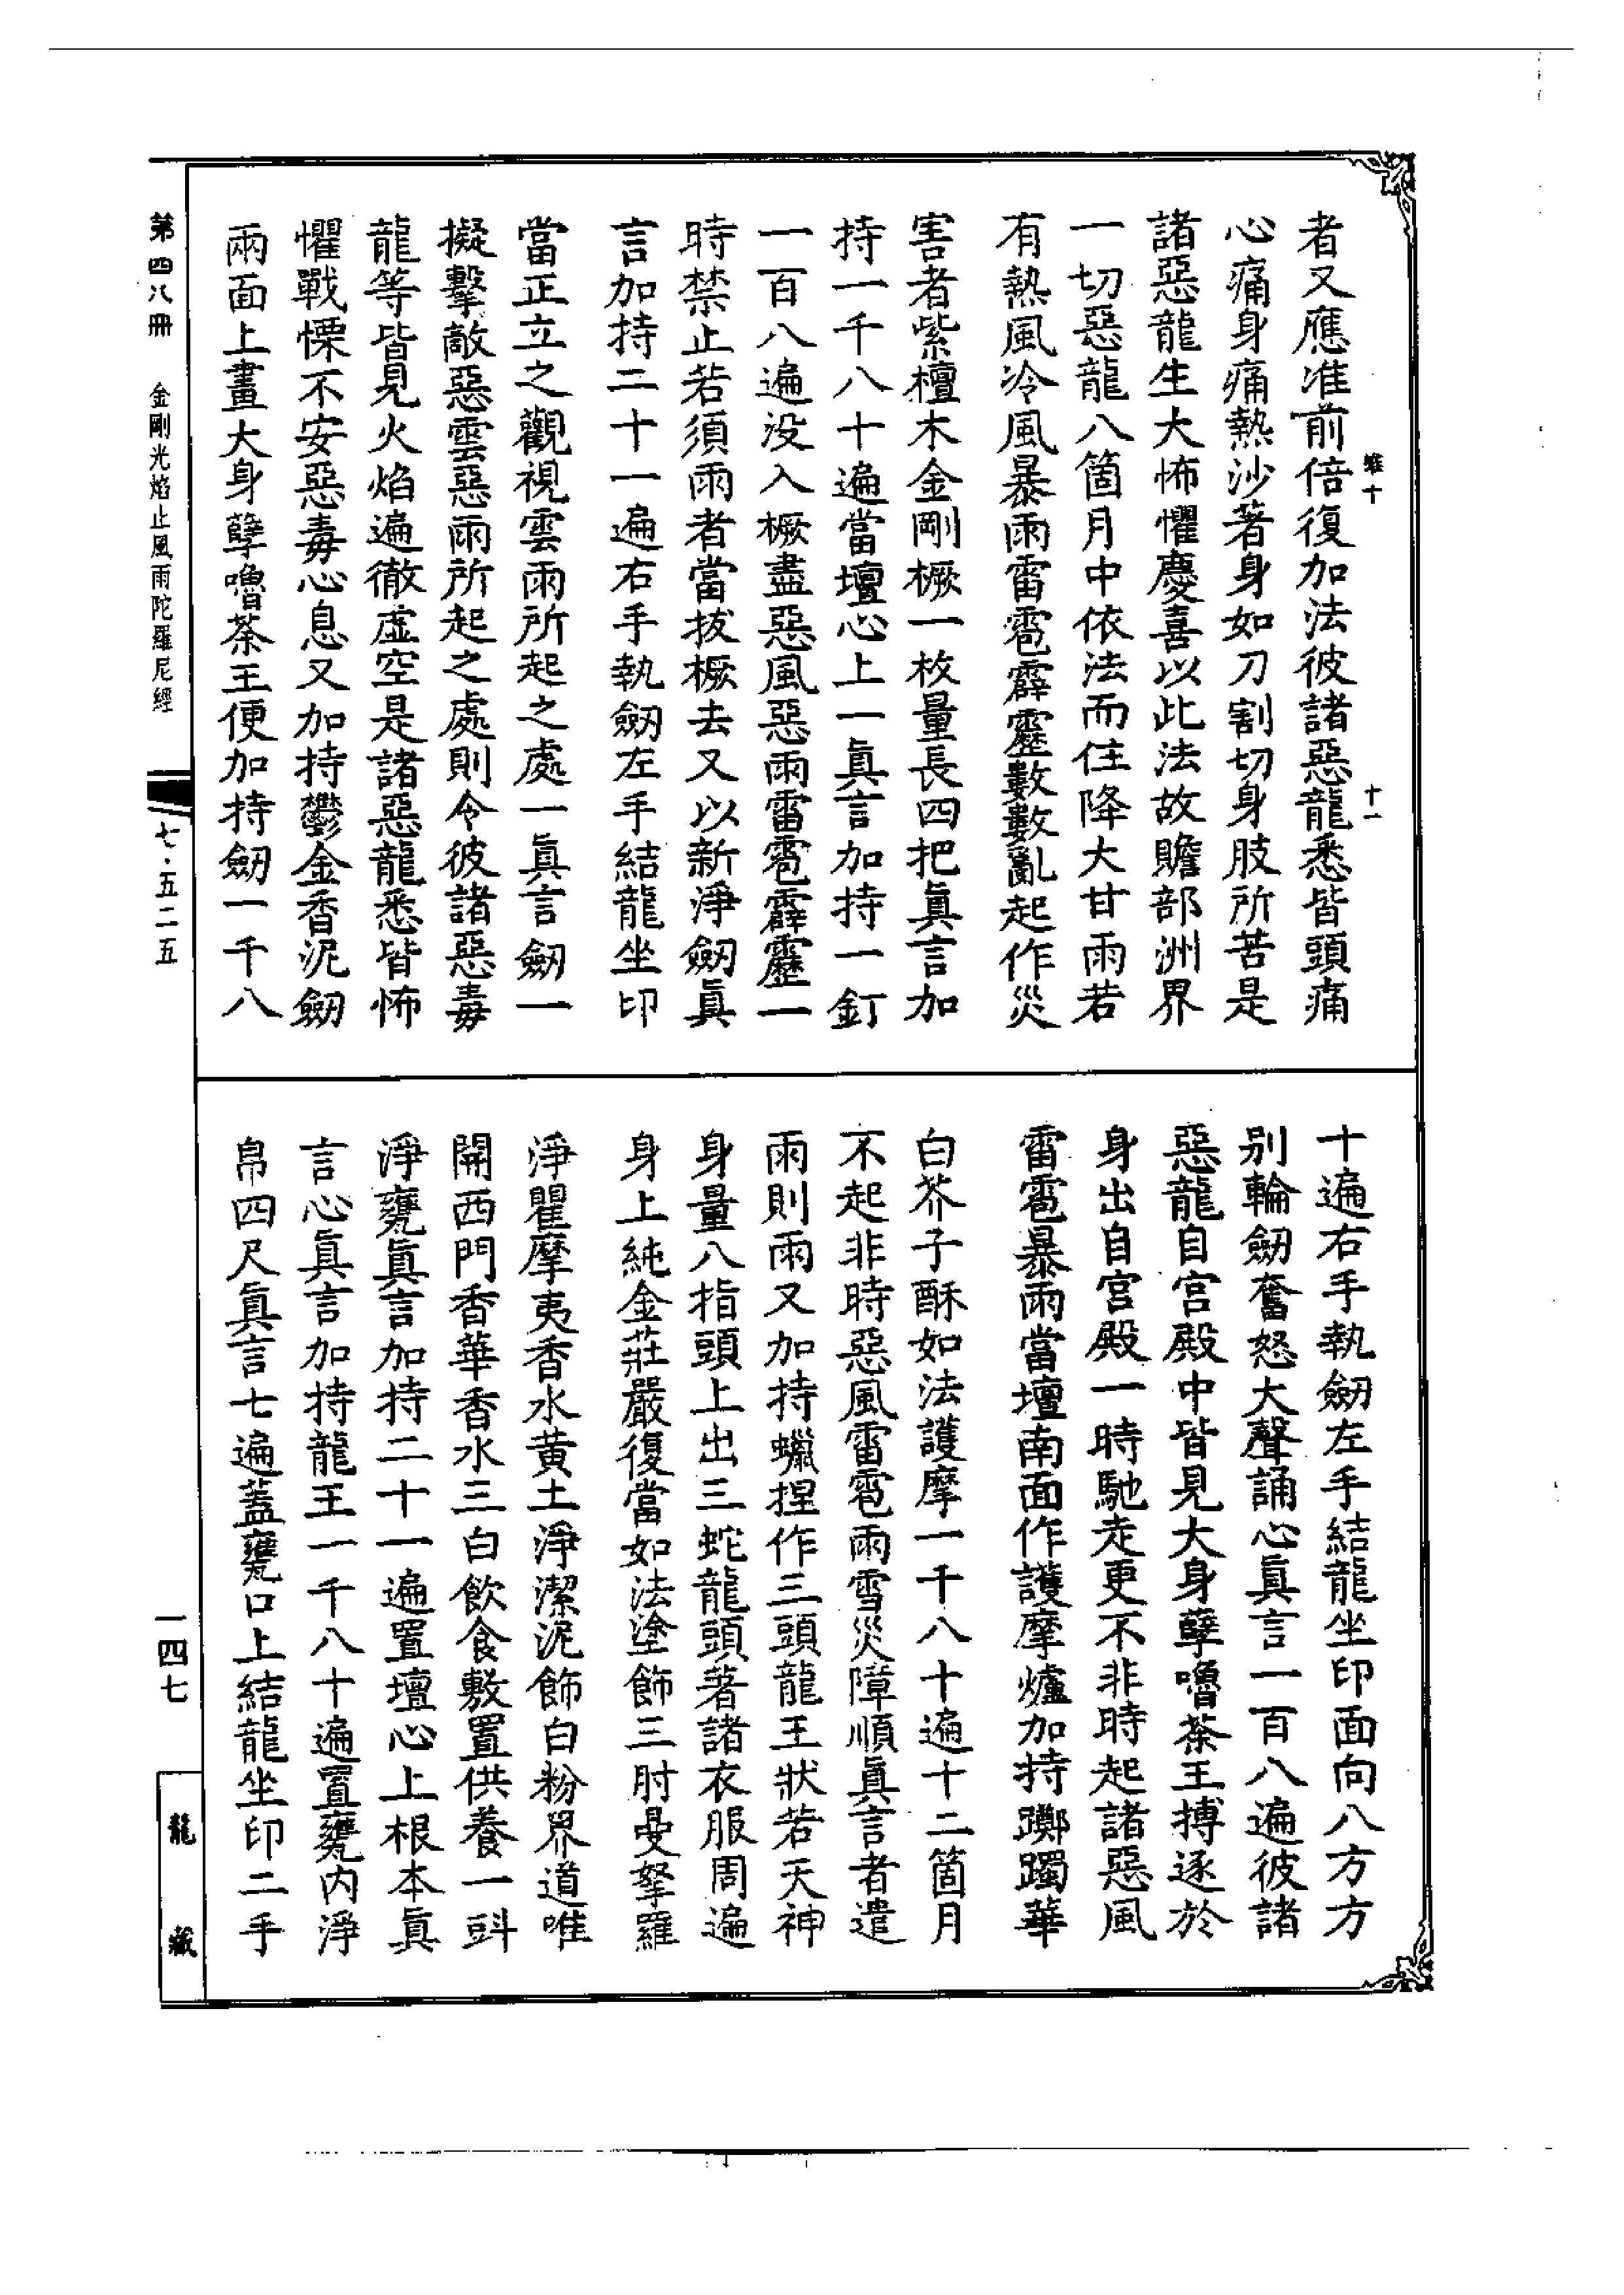 雖十
十一
者又應准前倍復加法彼諸惡龍悉皆頭痛
心痛身痛熱沙著身如刀割切身肢所苦是
諸惡龍生大怖懼慶喜以此法故贍部洲界
一切惡龍八箇月中依法而住降大甘雨若
有熱風冷風暴雨雷雹霹靂數數亂起作災
害者紫檀木金剛橛一枚量長四把眞言加
持一千八十遍當壇心上一眞言加持一釘
一百八遍没入橛盡惡風惡雨雷雹霹靂一
時禁止若須雨者當拔橛去又以新淨劒眞
言加持二十一遍右手執劒左手結龍坐印
當正立之觀視雲雨所起之處一眞言劒一
擬擊敵惡雲惡雨所起之處則令彼諸惡毒
龍等皆見火焰遍徹虛空是諸惡龍悉皆怖
懼戰慄不安惡毒心息又加持鬱金香泥劒
兩面上畫大身孽嚕荼王便加持劒一千八
十遍右手執劒左手結龍坐印面向八方方
别輪劒奮怒大聲誦心眞言一百八遍彼諸
惡龍自宮殿中皆見大身孽嚕荼王搏逐於
身出自宮殿一時馳走更不非時起諸惡風
雷雹暴雨當壇南面作護摩爐加持躑躅華
白芥子酥如法護摩一千八十遍十二箇月
不起非時惡風雷雹雨雪災障順眞言者遣
雨則雨又加持蠟捏作三頭龍王狀若天神
身量八指頭上出三蛇龍頭著諸衣服周遍
身上純金莊嚴復當如法塗飾三肘曼拏羅
淨瞿摩夷香水黄土淨潔泥飾白粉界道唯
開西門香華香水三白飲食敷置供養一㪷
淨甕眞言加持二十一遍置壇心上根本眞
言心眞言加持龍王一千八十遍置甕内淨
帛四尺眞言七遍蓋甕口上結龍坐印二手
第四八冊　金剛光焰止風雨陀羅尼經
七·五二五
一四七
龍藏